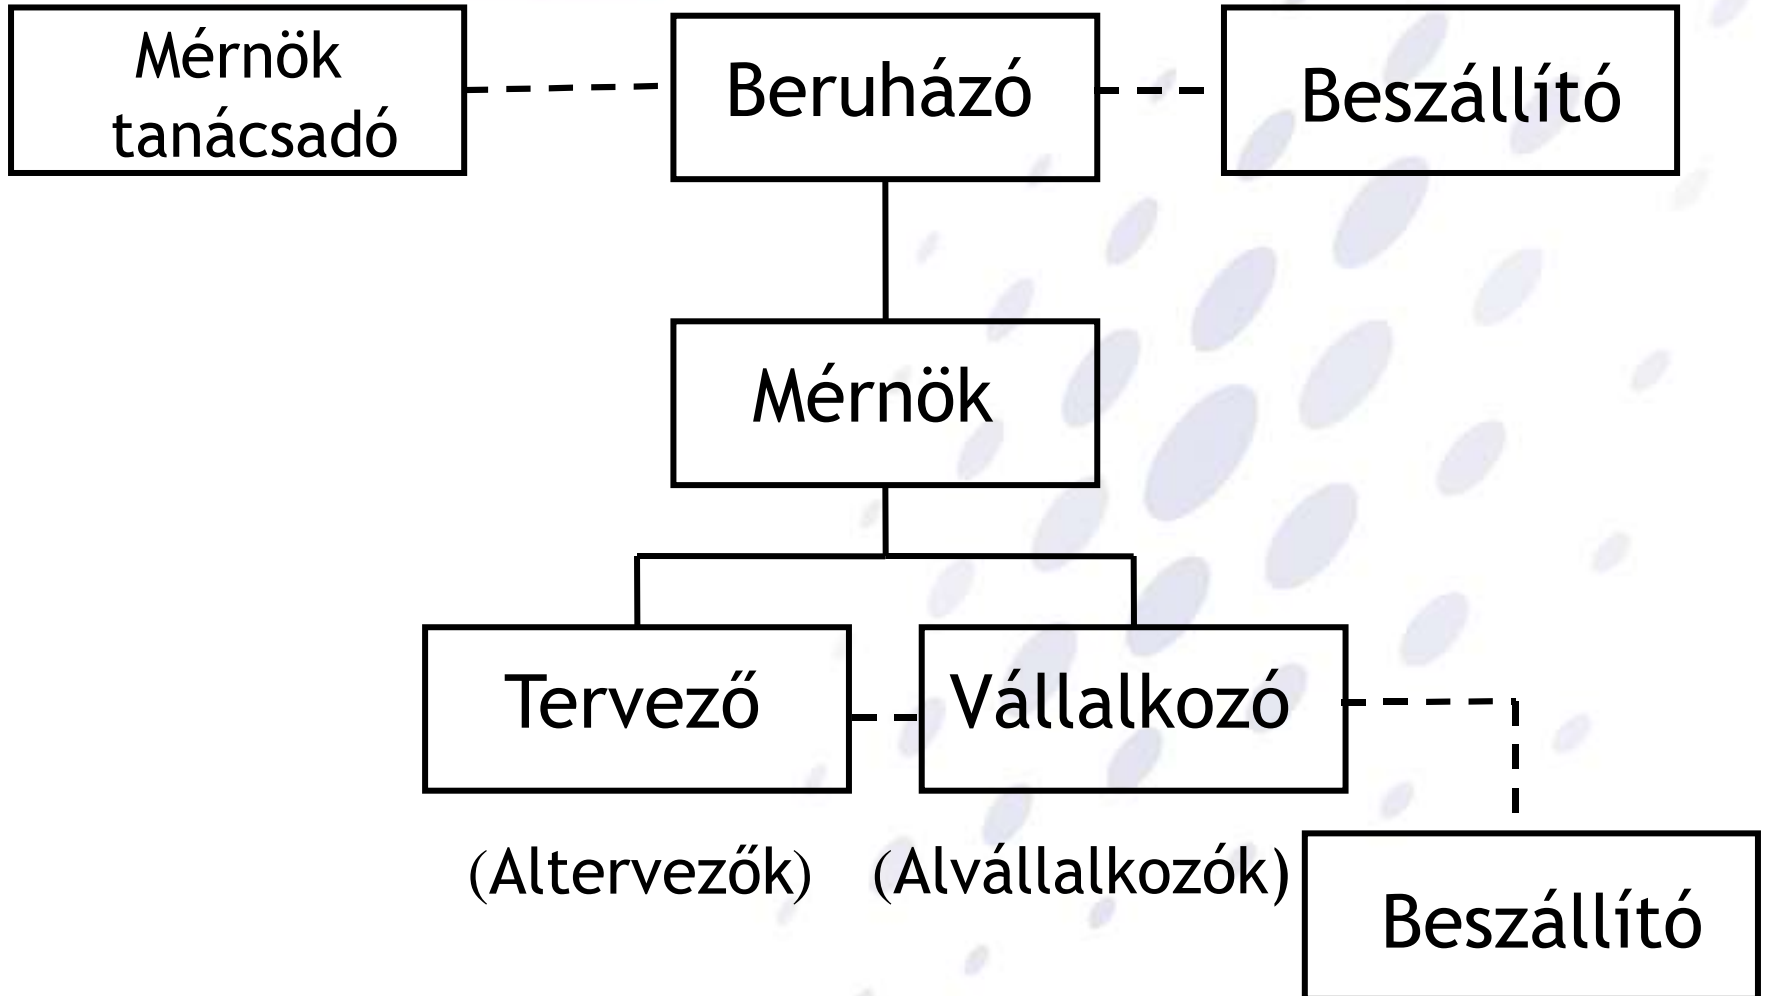 Mérnök
tanácsadó
Beruházó
Beszállító
Mérnök
Tervező
Vállalkozó
(Altervezők)
(Alvállalkozók)
Beszállító